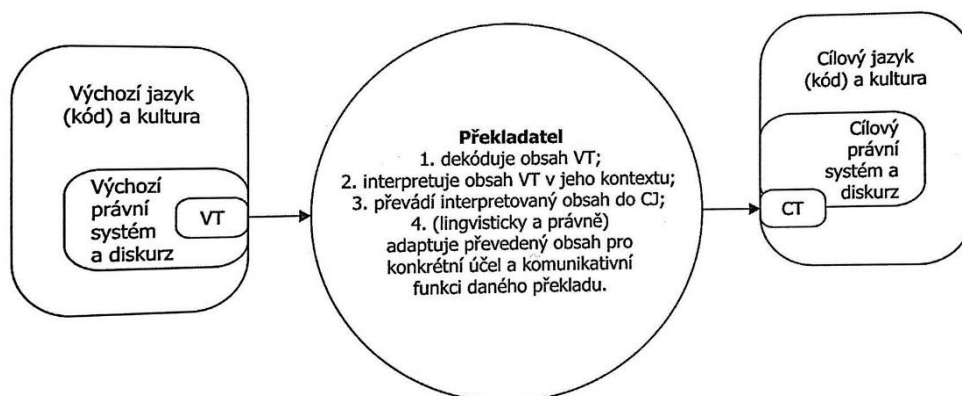 Výchozí jazyk
(kód) a kultura
Výchozí
právní
systém
a diskurz
VT
Překladatel
1. dekóduje obsah VT;
2. interpretuje obsah VT v jeho kontextu;
3. převádí interpretovaný obsah do CJ;
4. (lingvisticky a právně)
adaptuje převedený obsah pro
konkrétní účel a komunikativní
funkci daného překladu.
Cílový jazyk
(kód) a kultura
Cílový
právní
systém a
diskurz
CT